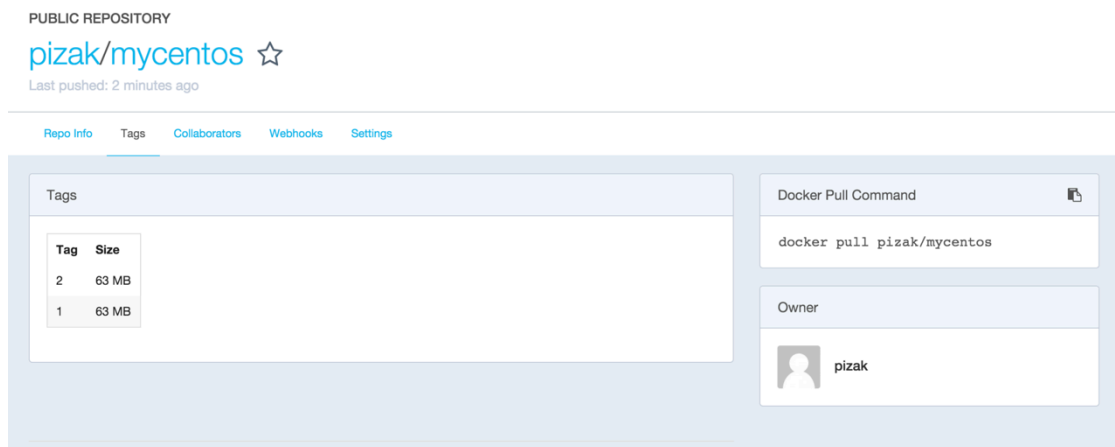 PUBLIC REPOSITORY
pizak/mycentos
Last pushed: 2 minutes ago
Repo Info Tags Collaborators Webhooks Settings
Tags
Tag Size
2 63 MB
1 63 MB
Docker Pull Command
docker pull pizak/mycentos
Owner
pizak